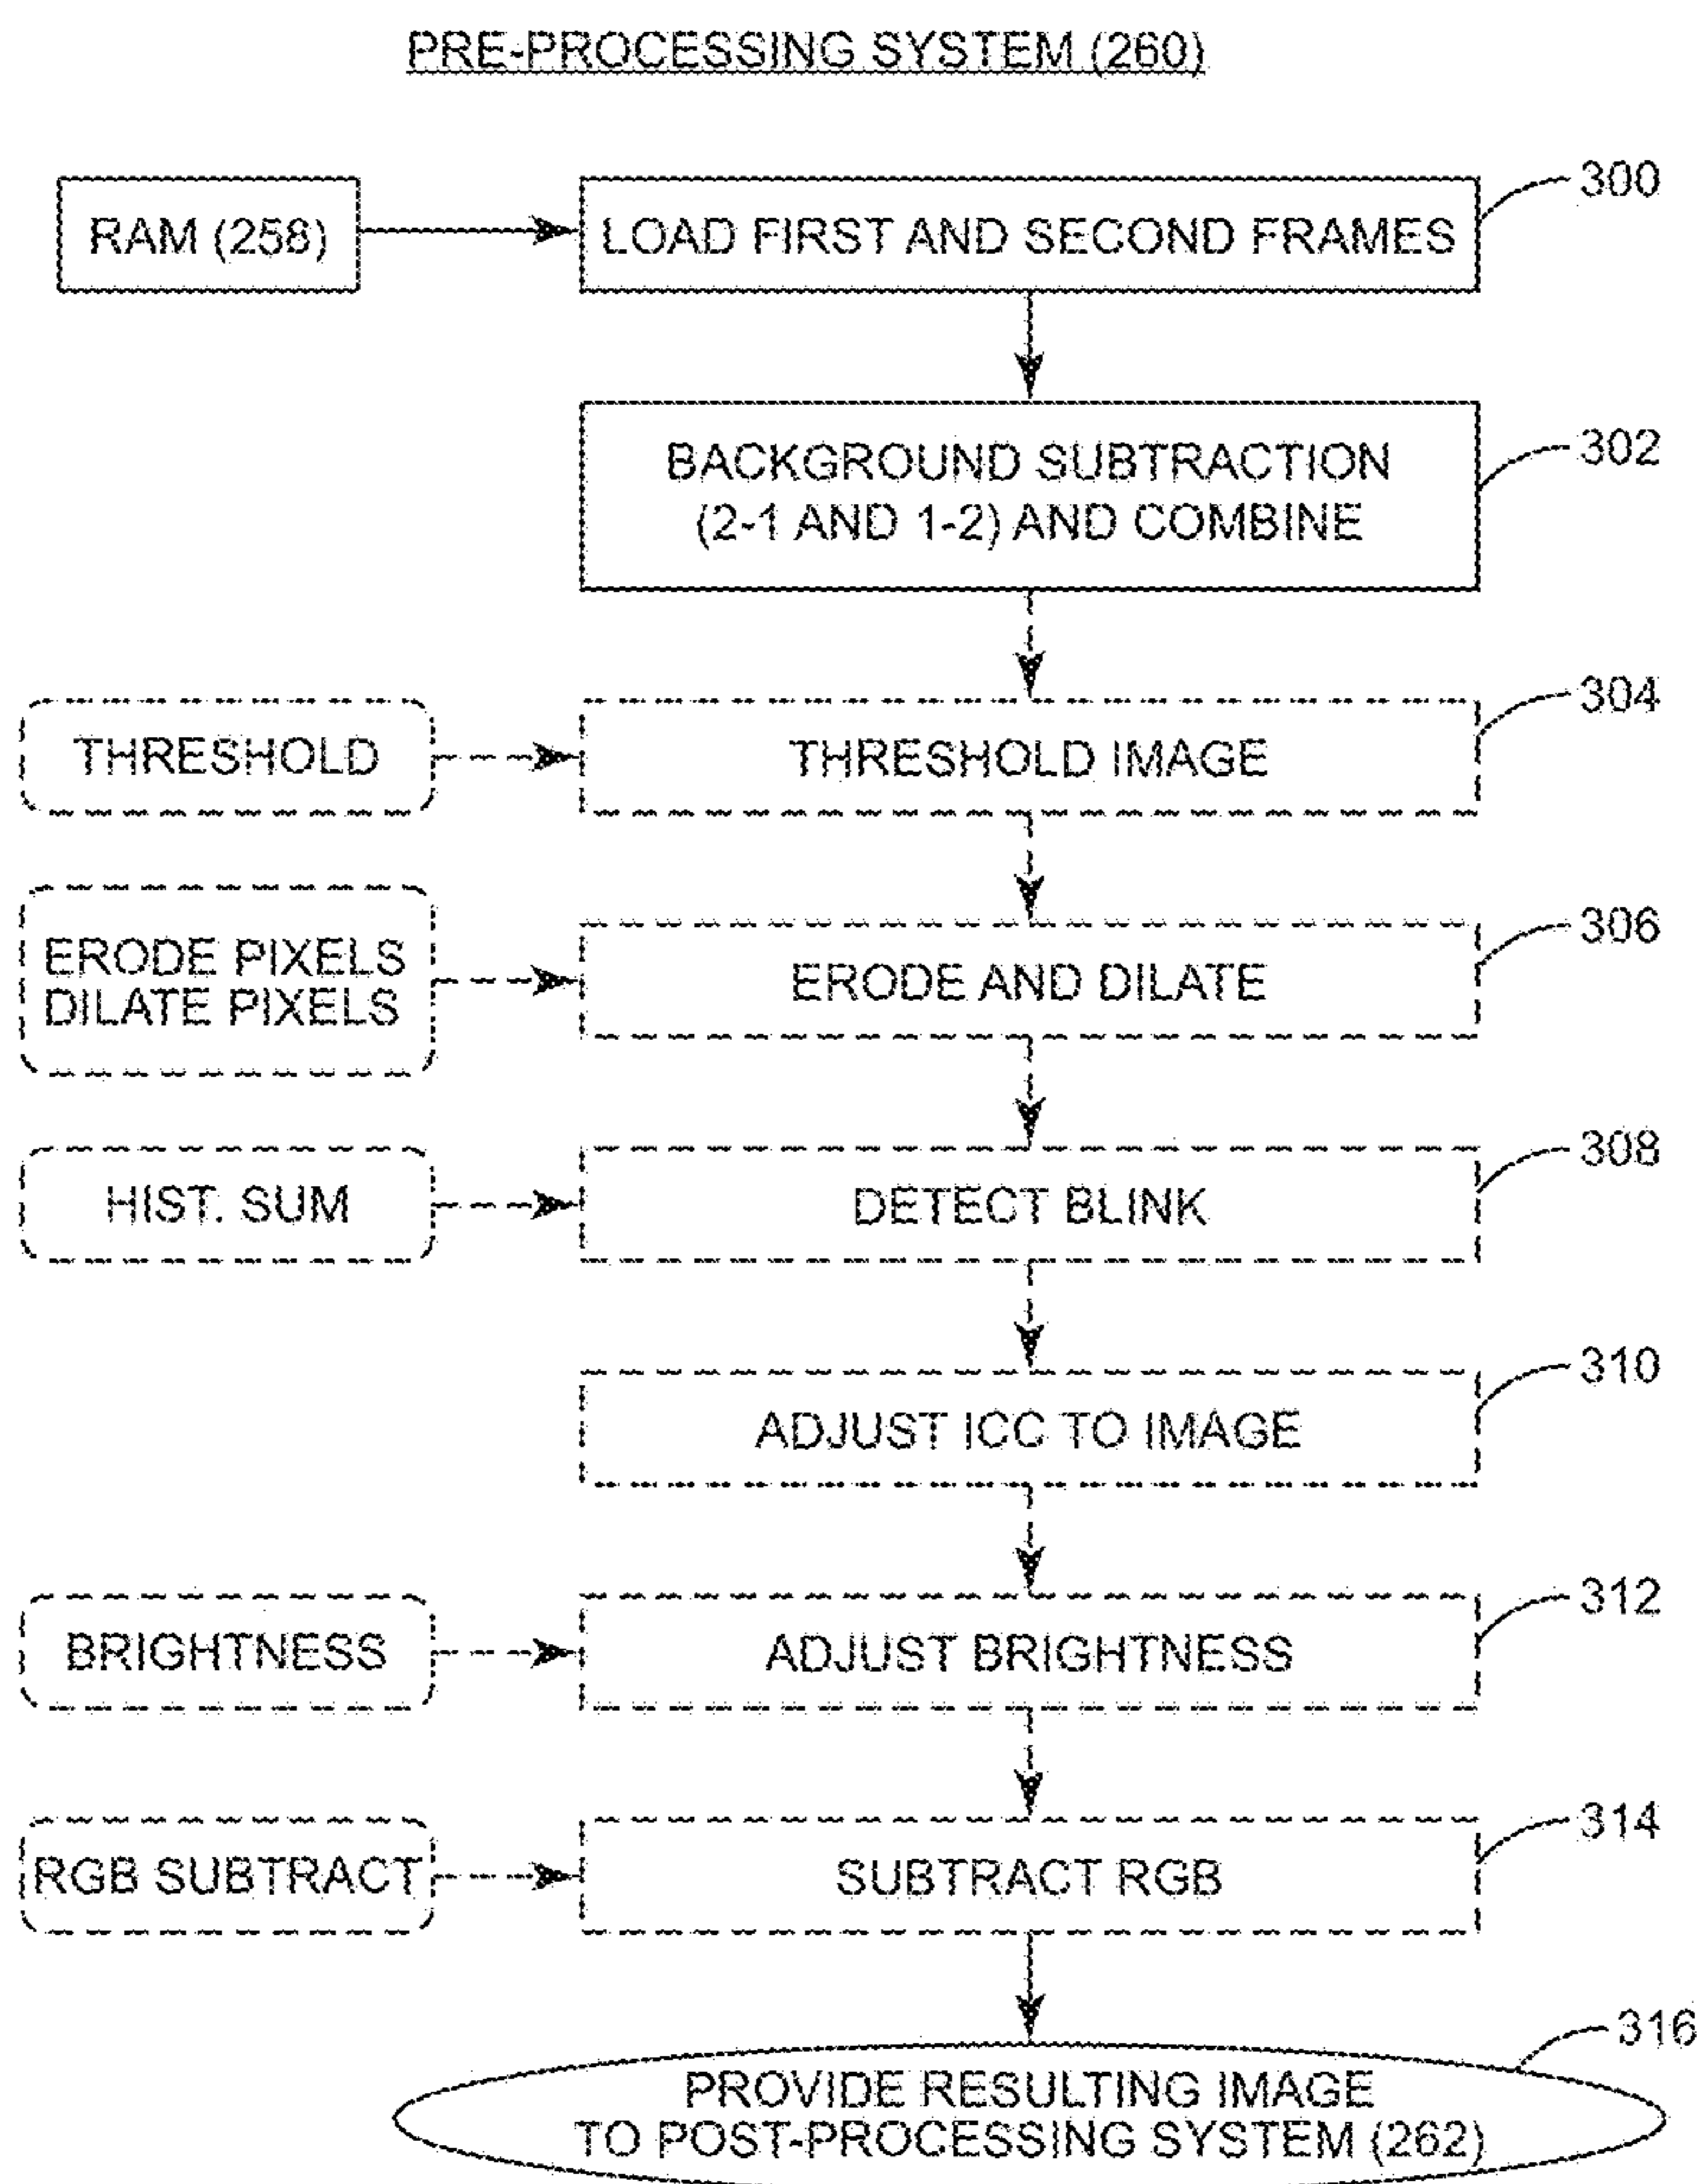 PRE-PROCESSING SYSTEM (260)
300
RAM (258)
LOAD FIRST AND SECOND FRAMES
302
BACKGROUND SUBTRACTION
(2-1 AND 1-2) AND COMBINE
304
THRESHOLD
THRESHOLD IMAGE
306
ERODE PIXELS
DILATE PIXELS
ERODE AND DILATE
308
HIST. SUM
DETECT BLINK
310
ADJUST ICC TO IMAGE
312
BRIGHTNESS
ADJUST BRIGHTNESS
314
RGB SUBTRACT
SUBTRACT RGB
316
PROVIDE RESULTING IMAGE
TO POST-PROCESSING SYSTEM (262)